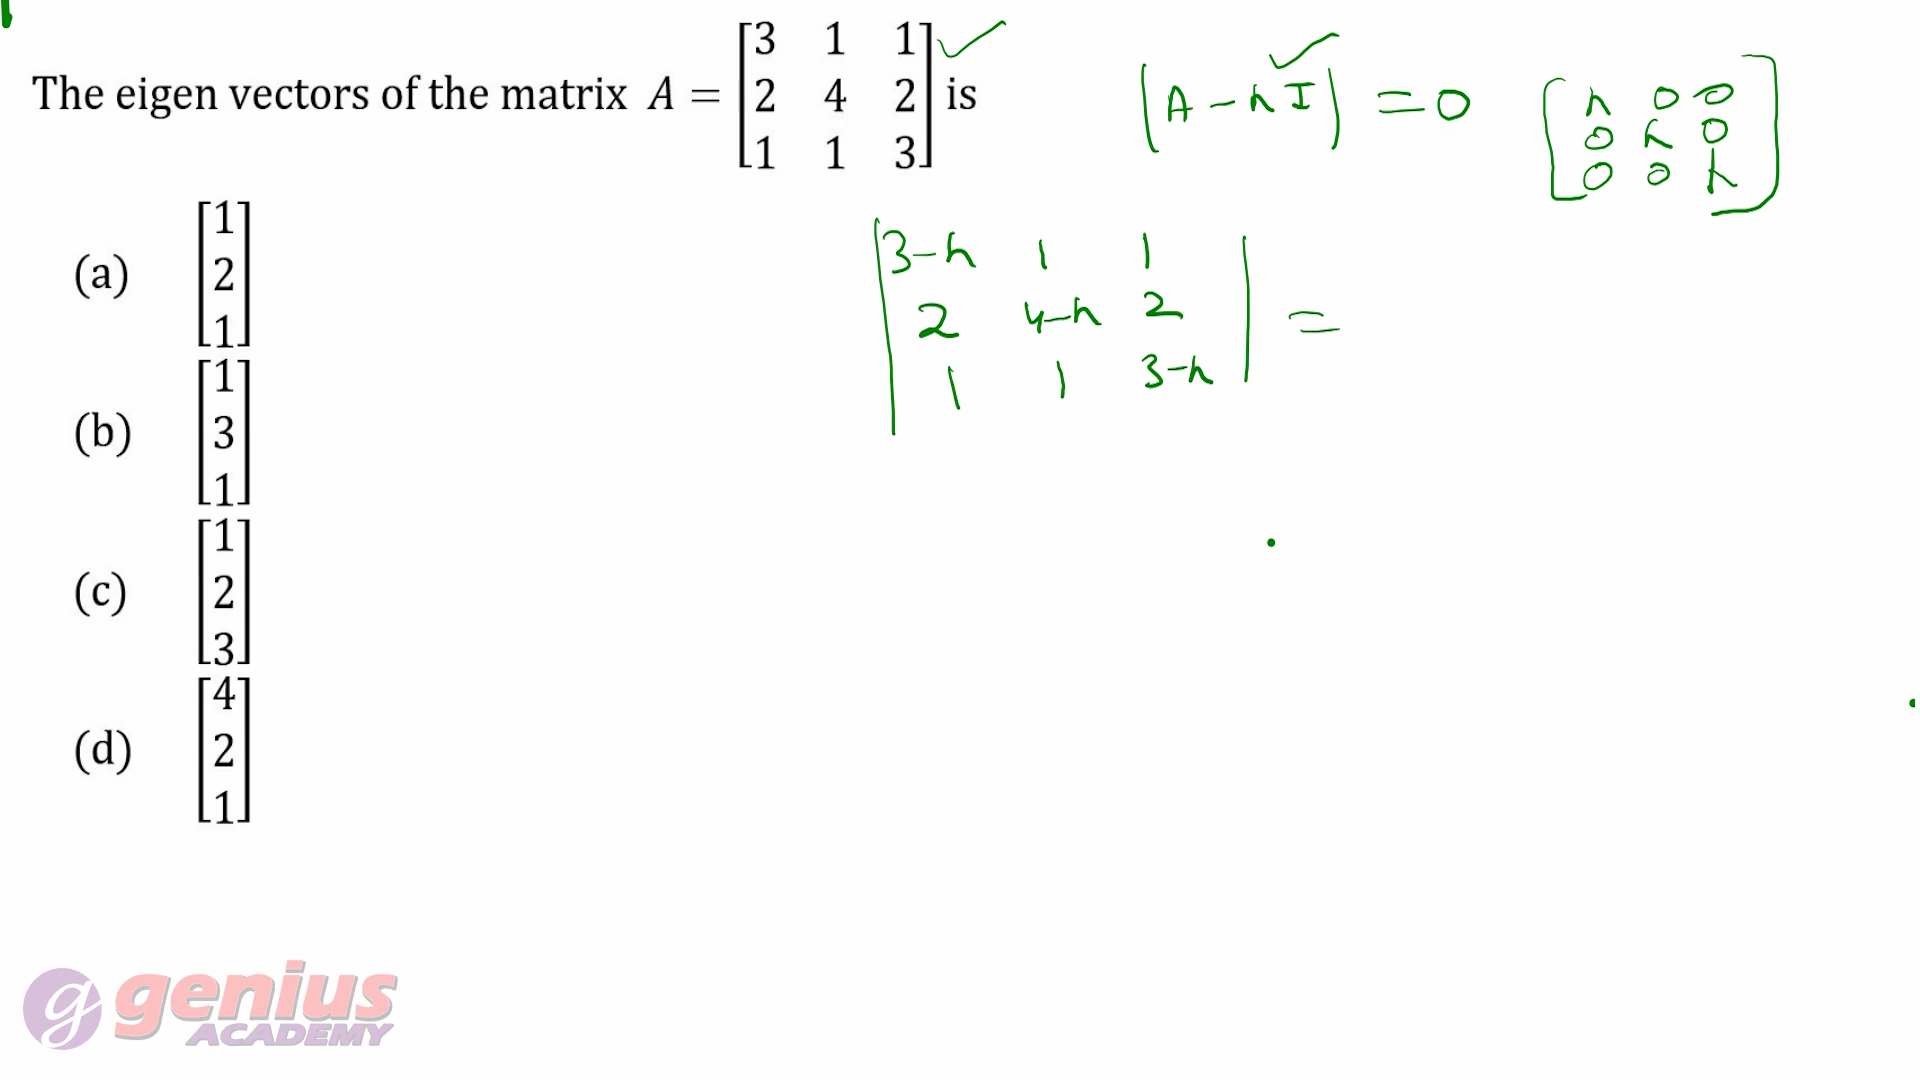 The eigen vectors of the matrix A = [3 1 1
2 4 2
1 1 3] is
(a) [1
2
1]
(b) [1
3
1]
(c) [1
2
3]
(d) [4
2
1]
|A - λI| = 0
[λ 0 0
0 λ 0
0 0 λ]
|3-λ 1 1
2 4-λ 2
1 1 3-λ| =
genius
ACADEMY